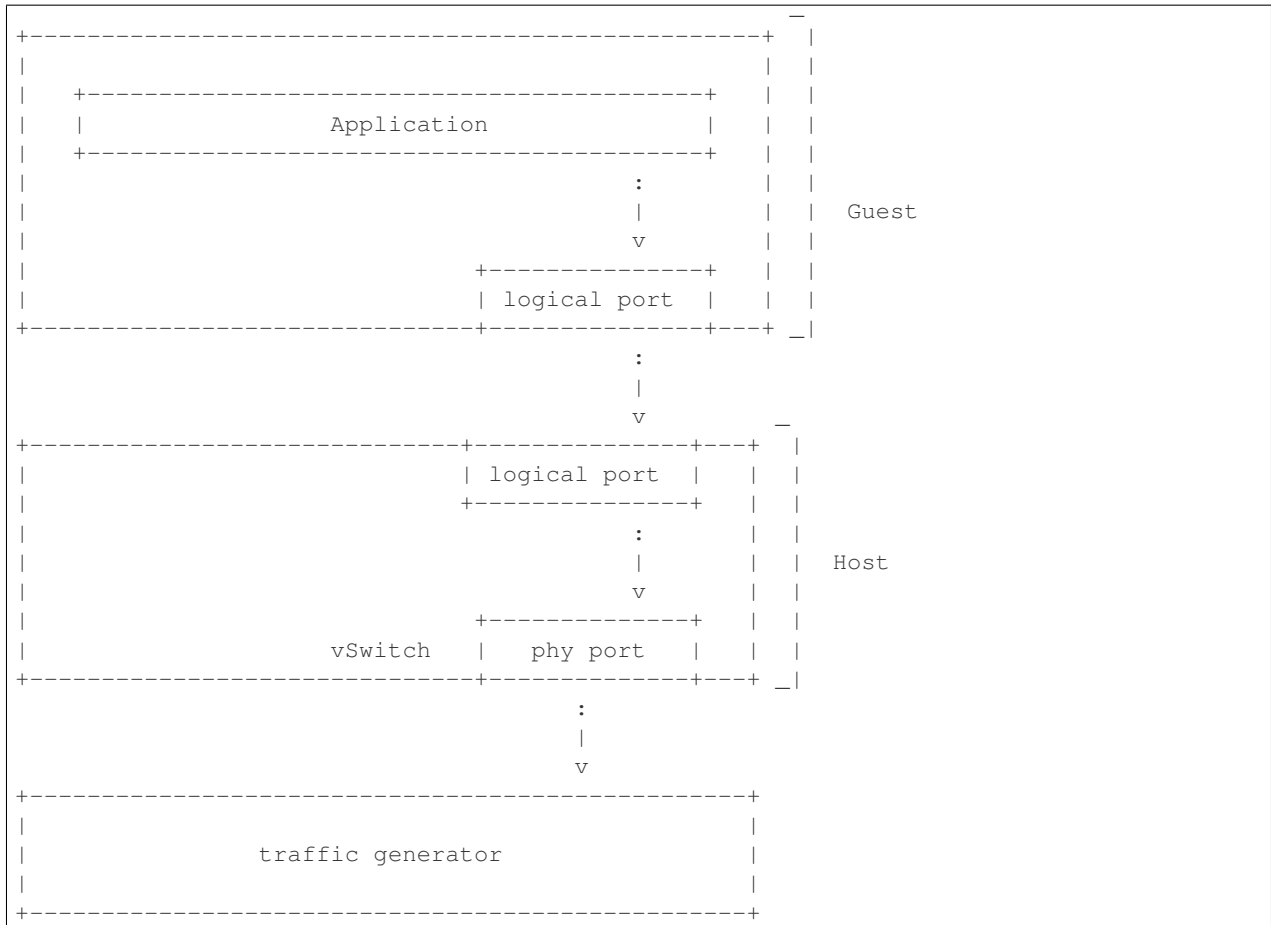 Application
Guest
logical port
logical port
Host
vSwitch phy port
traffic generator